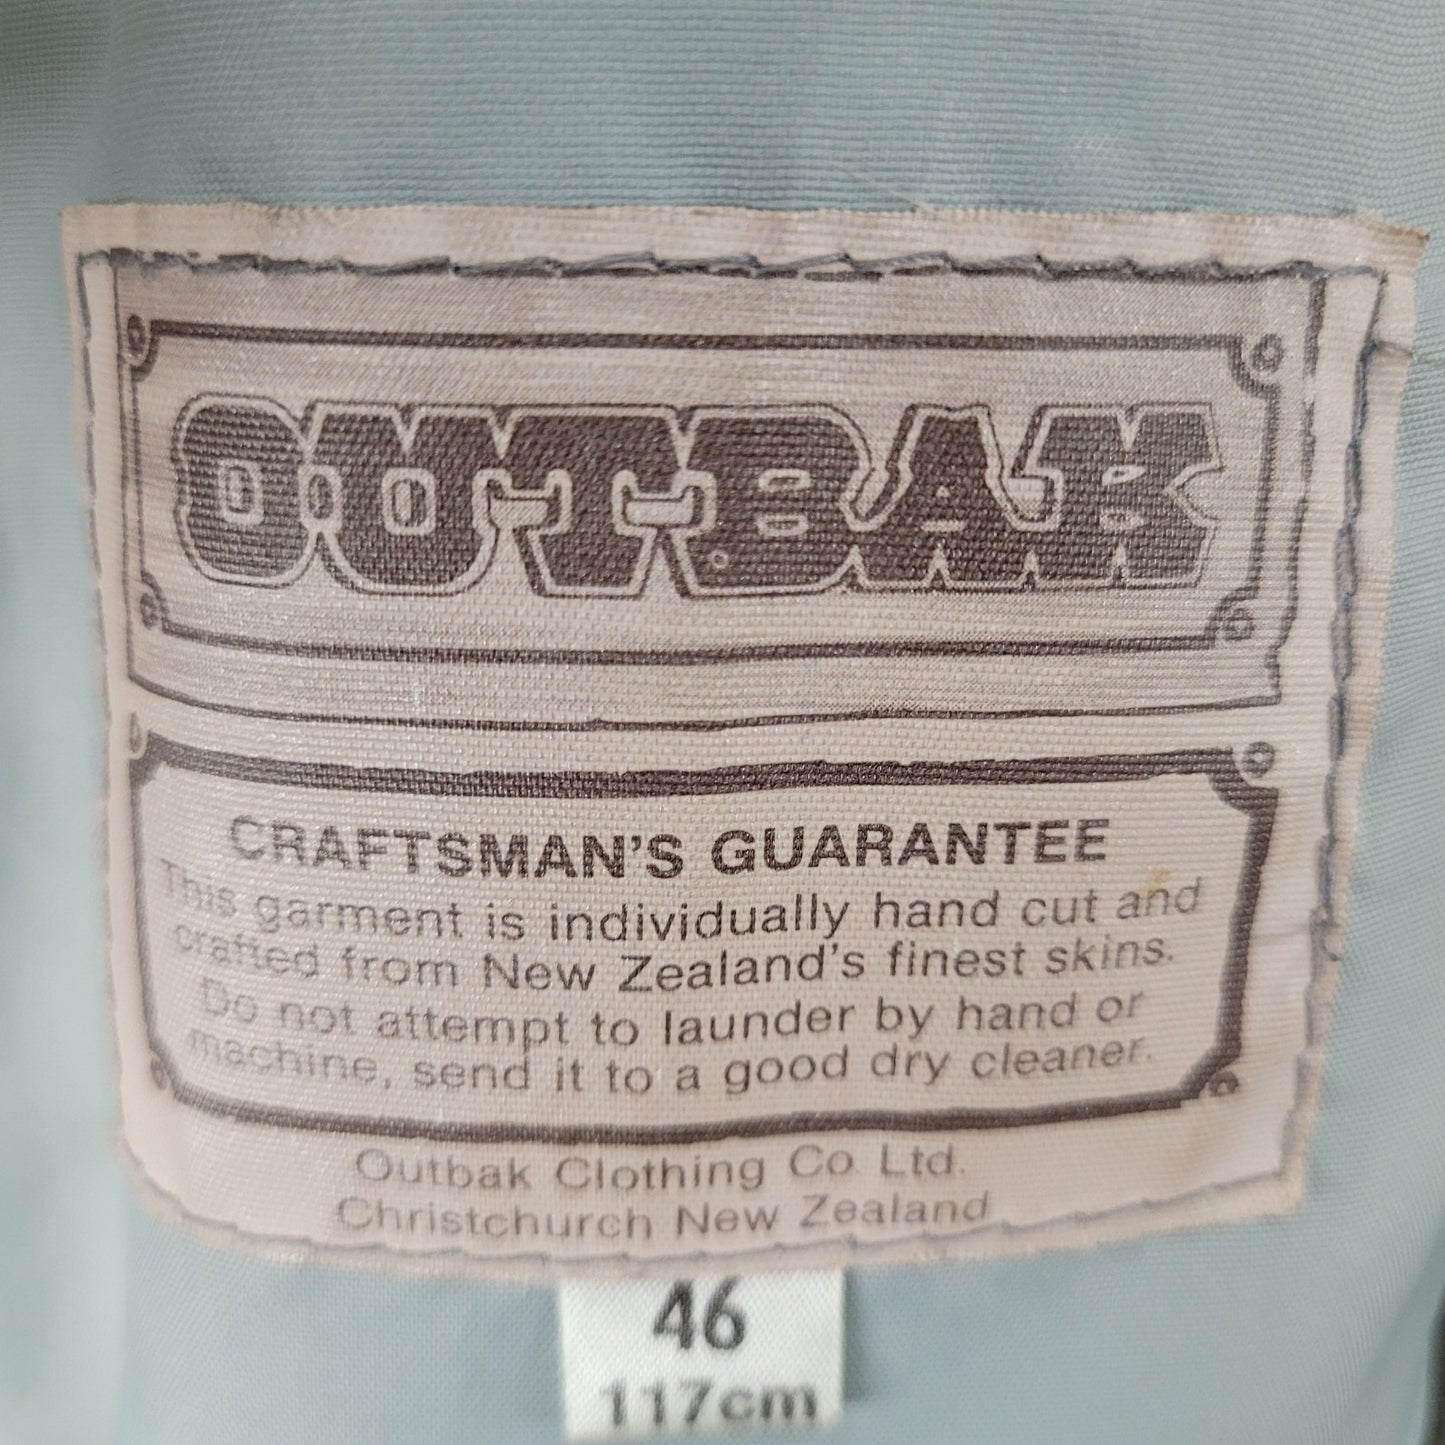 OUTBAK
CRAFTSMAN'S GUARANTEE
This garment is individually hand cut and
crafted from New Zealand's finest skins.
Do not attempt to launder by hand or
machine, send it to a good dry cleaner.
Outbak Clothing Co Ltd.
Christchurch New Zealand
46
117cm